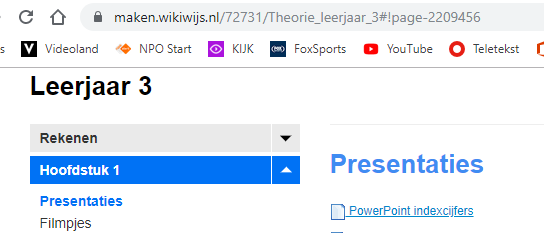 maken.wikiwijs.nl/72731/Theorie_leerjaar_3#!page-2209456
s Videoland NPO Start KIJK FoxSports YouTube Teletekst
Leerjaar 3
Rekenen
Hoofdstuk 1
Presentaties
Filmpjes
Presentaties
PowerPoint indexcijfers